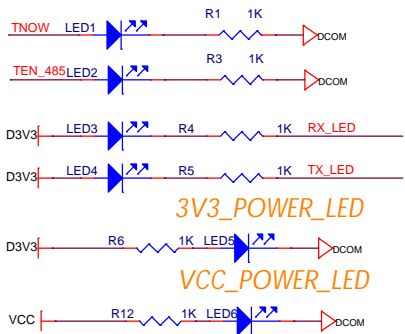 TNOW LED1 R1 1K DCOM
TEN_485 LED2 R3 1K DCOM
D3V3 LED3 R4 1K RX_LED
D3V3 LED4 R5 1K TX_LED
3V3_POWER_LED
D3V3 R6 1K LED5 DCOM
VCC_POWER_LED
VCC R12 1K LED6 DCOM